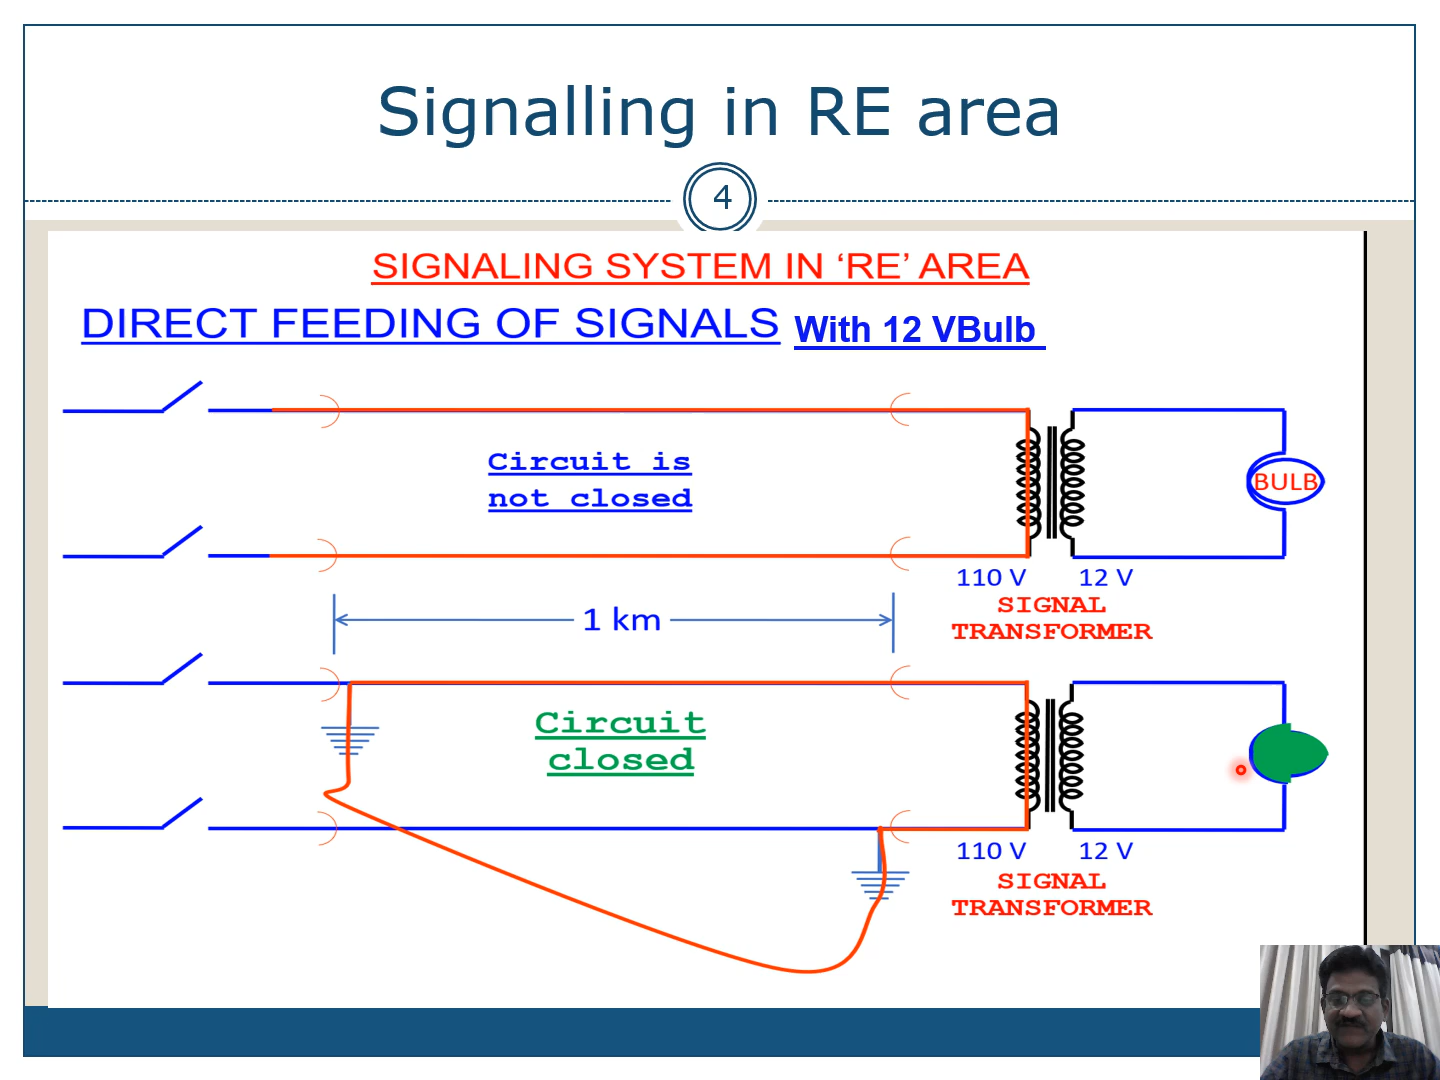 Signalling in RE area
4
SIGNALING SYSTEM IN ‘RE’ AREA
DIRECT FEEDING OF SIGNALS With 12 VBulb
Circuit is
not closed
BULB
110 V 12 V
SIGNAL
TRANSFORMER
1 km
Circuit
closed
110 V 12 V
SIGNAL
TRANSFORMER